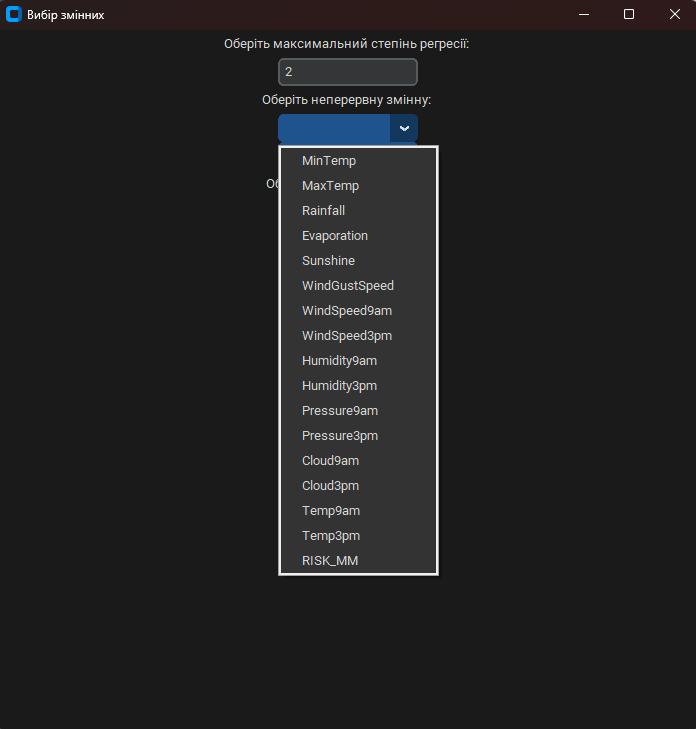 Вибір змінних
Оберіть максимальний степінь регресії:
2
Оберіть неперервну змінну:
MinTemp
MaxTemp
Rainfall
Evaporation
Sunshine
WindGustSpeed
WindSpeed9am
WindSpeed3pm
Humidity9am
Humidity3pm
Pressure9am
Pressure3pm
Cloud9am
Cloud3pm
Temp9am
Temp3pm
RISK_MM